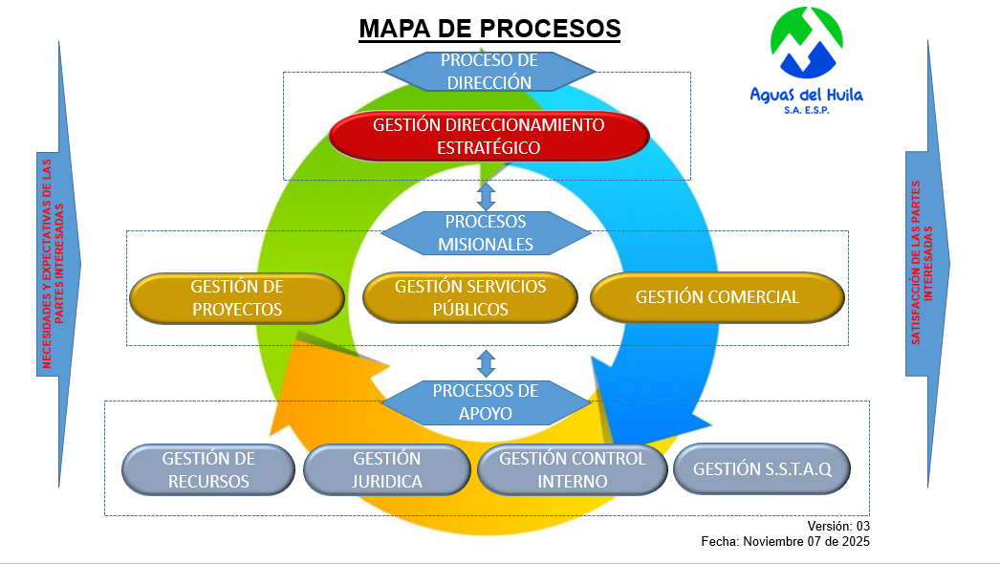 MAPA DE PROCESOS
Aguas del Huila
S.A. E.S.P.
PROCESO DE
DIRECCIÓN
GESTIÓN DIRECCIONAMIENTO
ESTRATÉGICO
NECESIDADES Y EXPECTATIVAS DE LAS
PARTES INTERESADAS
SATISFACCIÓN DE LAS PARTES
INTERESADAS
PROCESOS
MISIONALES
GESTIÓN DE
PROYECTOS
GESTIÓN SERVICIOS
PÚBLICOS
GESTIÓN COMERCIAL
PROCESOS DE
APOYO
GESTIÓN DE
RECURSOS
GESTIÓN
JURIDICA
GESTIÓN CONTROL
INTERNO
GESTIÓN S.S.T.A.Q
Versión: 03
Fecha: Noviembre 07 de 2025